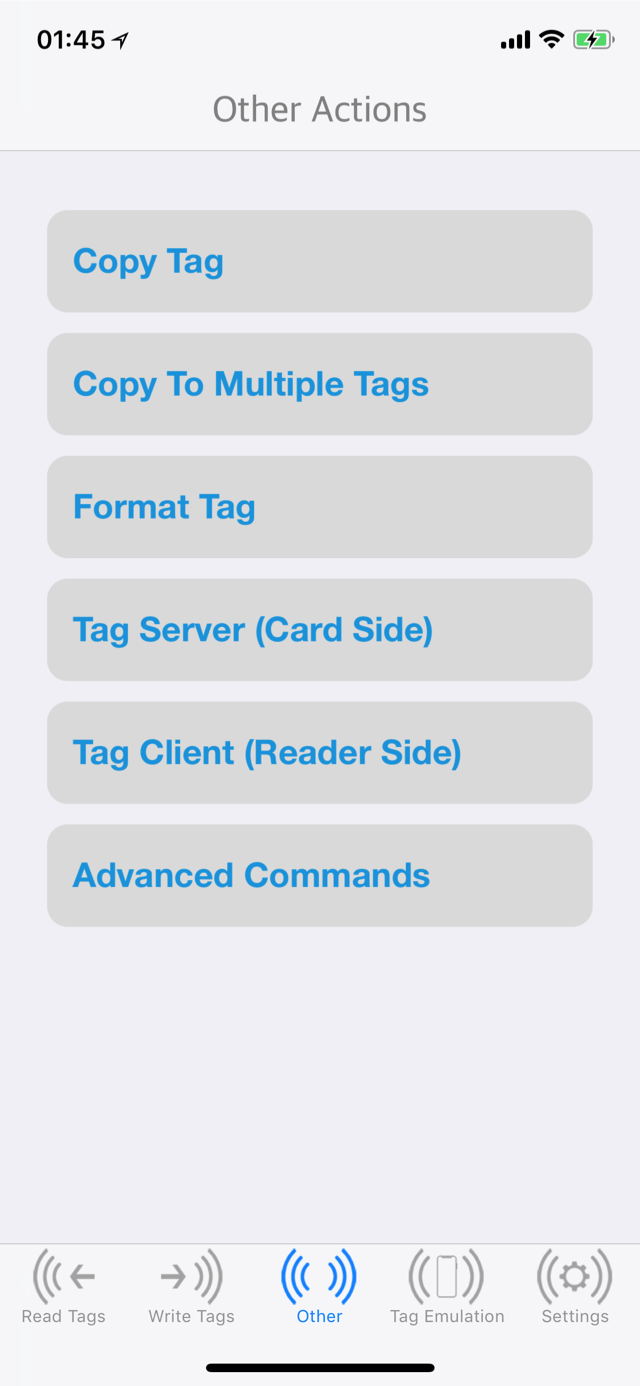 01:45
Other Actions
Copy Tag
Copy To Multiple Tags
Format Tag
Tag Server (Card Side)
Tag Client (Reader Side)
Advanced Commands
Read Tags
Write Tags
Other
Tag Emulation
Settings